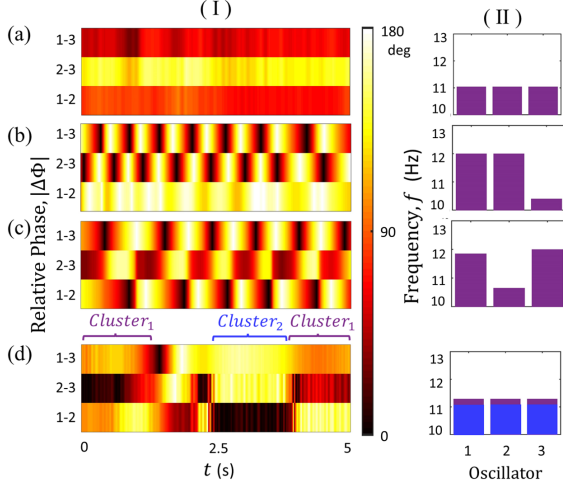 ( I )
( II )
(a)
1-3
2-3
1-2
180
deg
13
12
11
10
(b)
1-3
2-3
1-2
13
12
11
10
(c)
1-3
2-3
1-2
90
13
12
11
10
Relative Phase, |ΔΦ|
Frequency, f (Hz)
Cluster1
Cluster2
Cluster1
(d)
1-3
2-3
1-2
0
13
12
11
10
0
2.5
5
t (s)
1
2
3
Oscillator